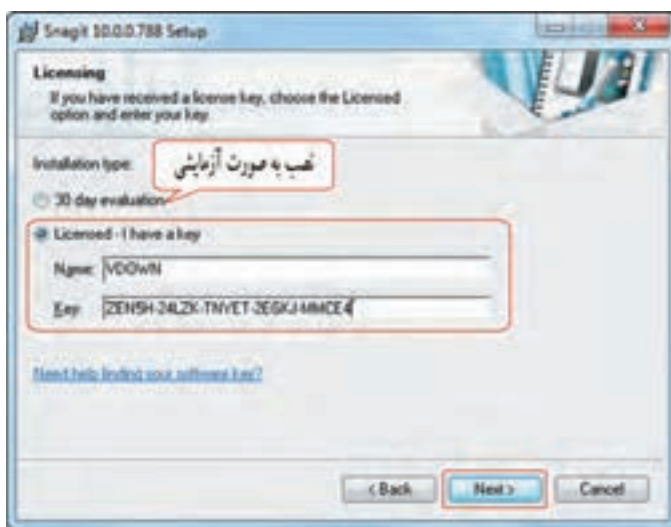 Snagit 10.0.0.788 Setup
Licensing
If you have received a license key, choose the Licensed
option and enter your key.
Installation type:
نصب به صورت آزمایشی
30 day evaluation
Licensed - I have a key
Name: VDOWN
Key:
Need help finding your software key?
< Back
Next >
Cancel